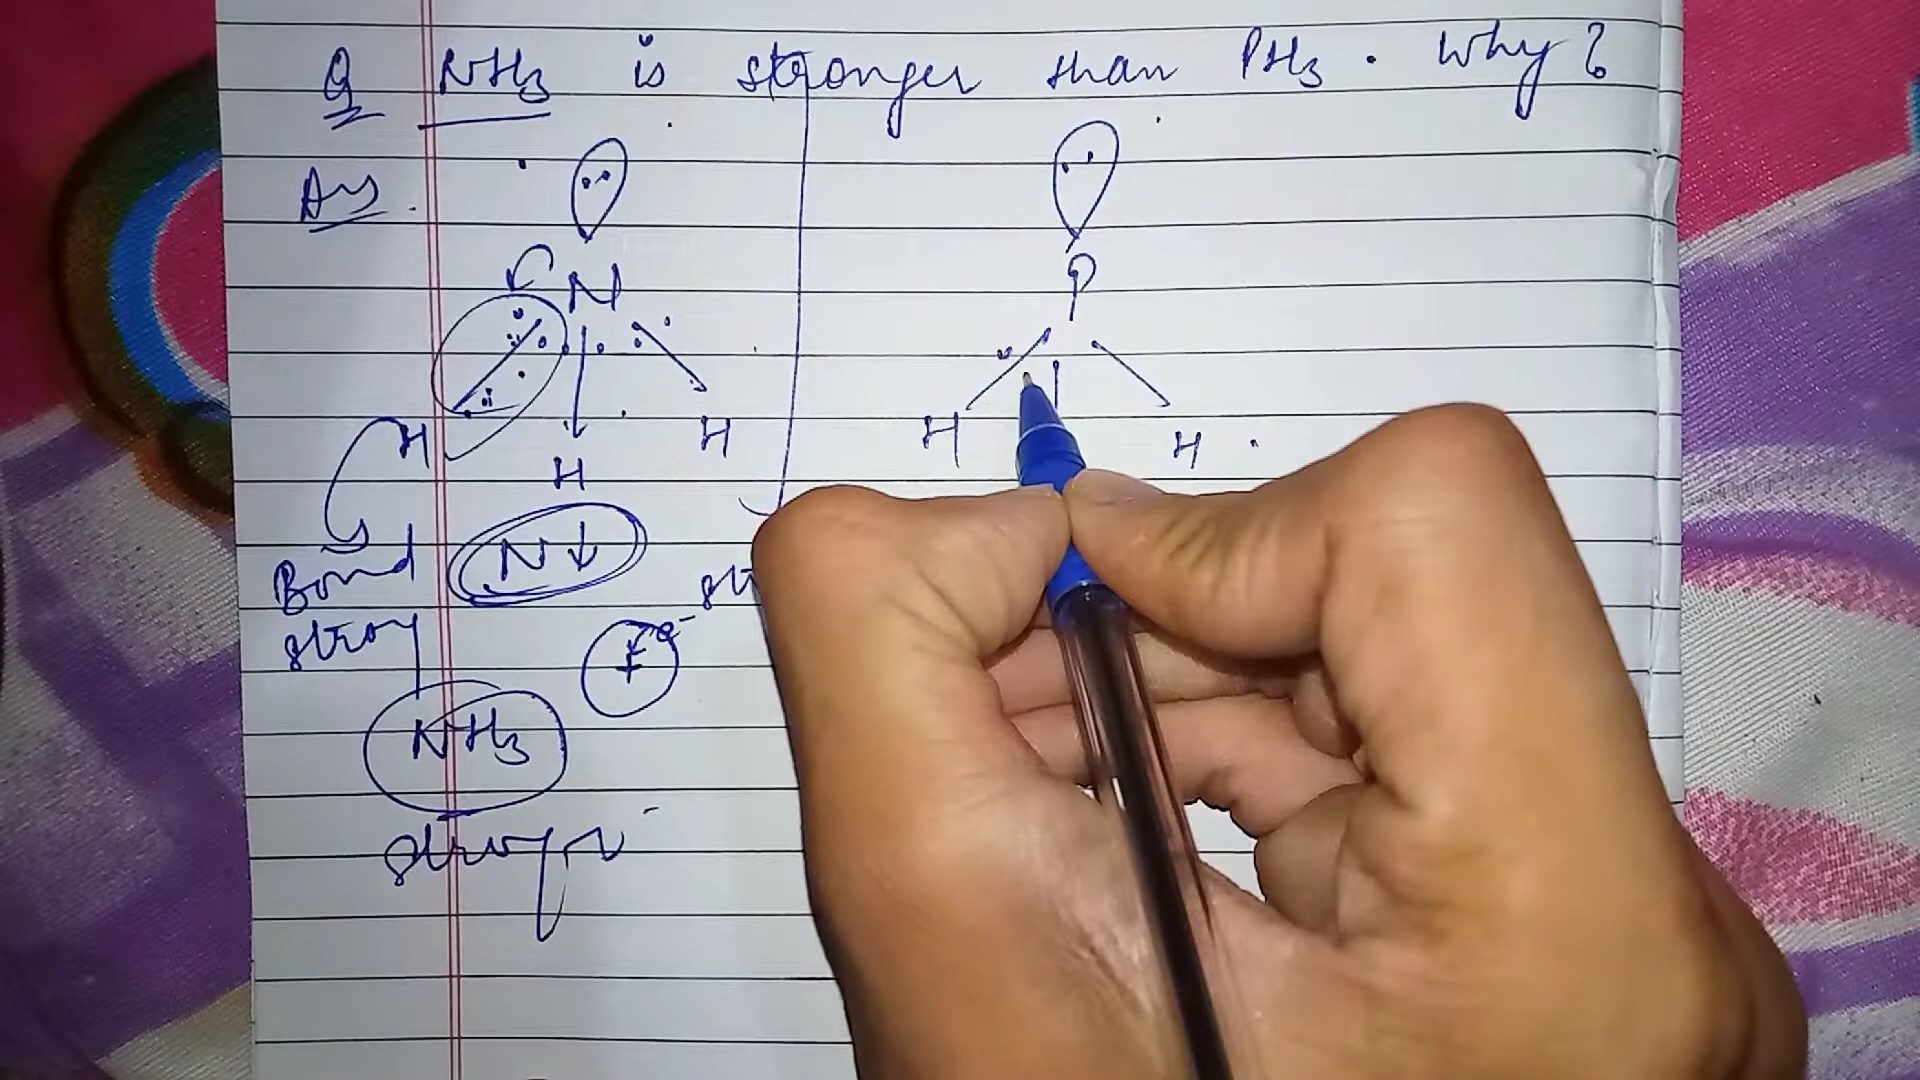 Q NH3 is stronger than PH3. Why?
Ans.
N P
H H H H H
N↓
Bond strong
e-
NH3
stronger